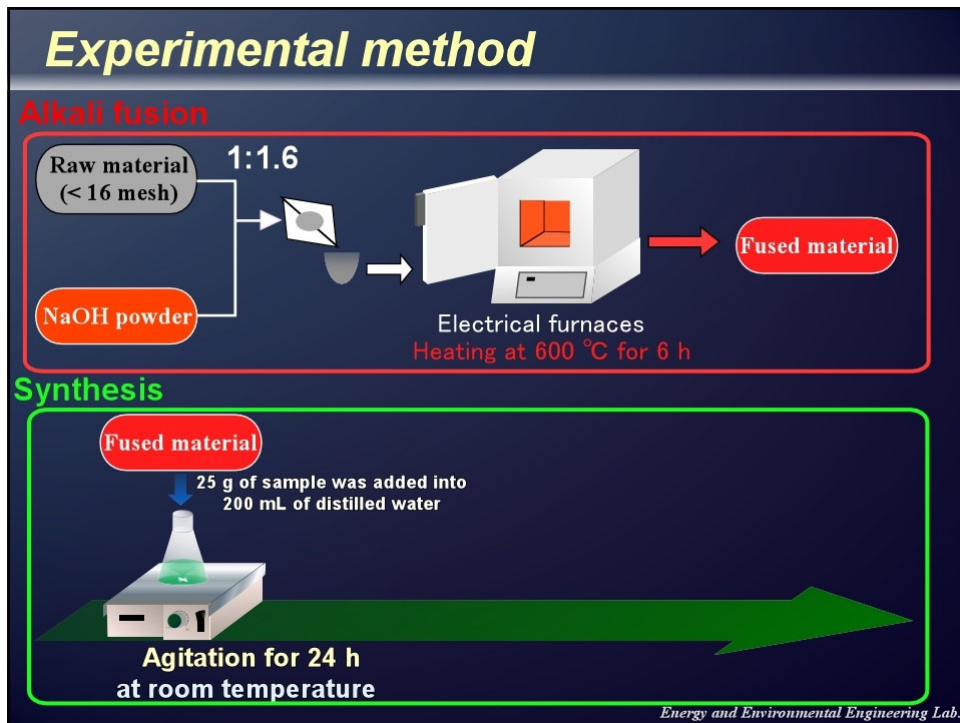 Experimental method
Alkali fusion
Raw material
(< 16 mesh)
1:1.6
NaOH powder
Electrical furnaces
Heating at 600 ℃ for 6 h
Fused material
Synthesis
Fused material
25 g of sample was added into
200 mL of distilled water
Agitation for 24 h
at room temperature
Energy and Environmental Engineering Lab.